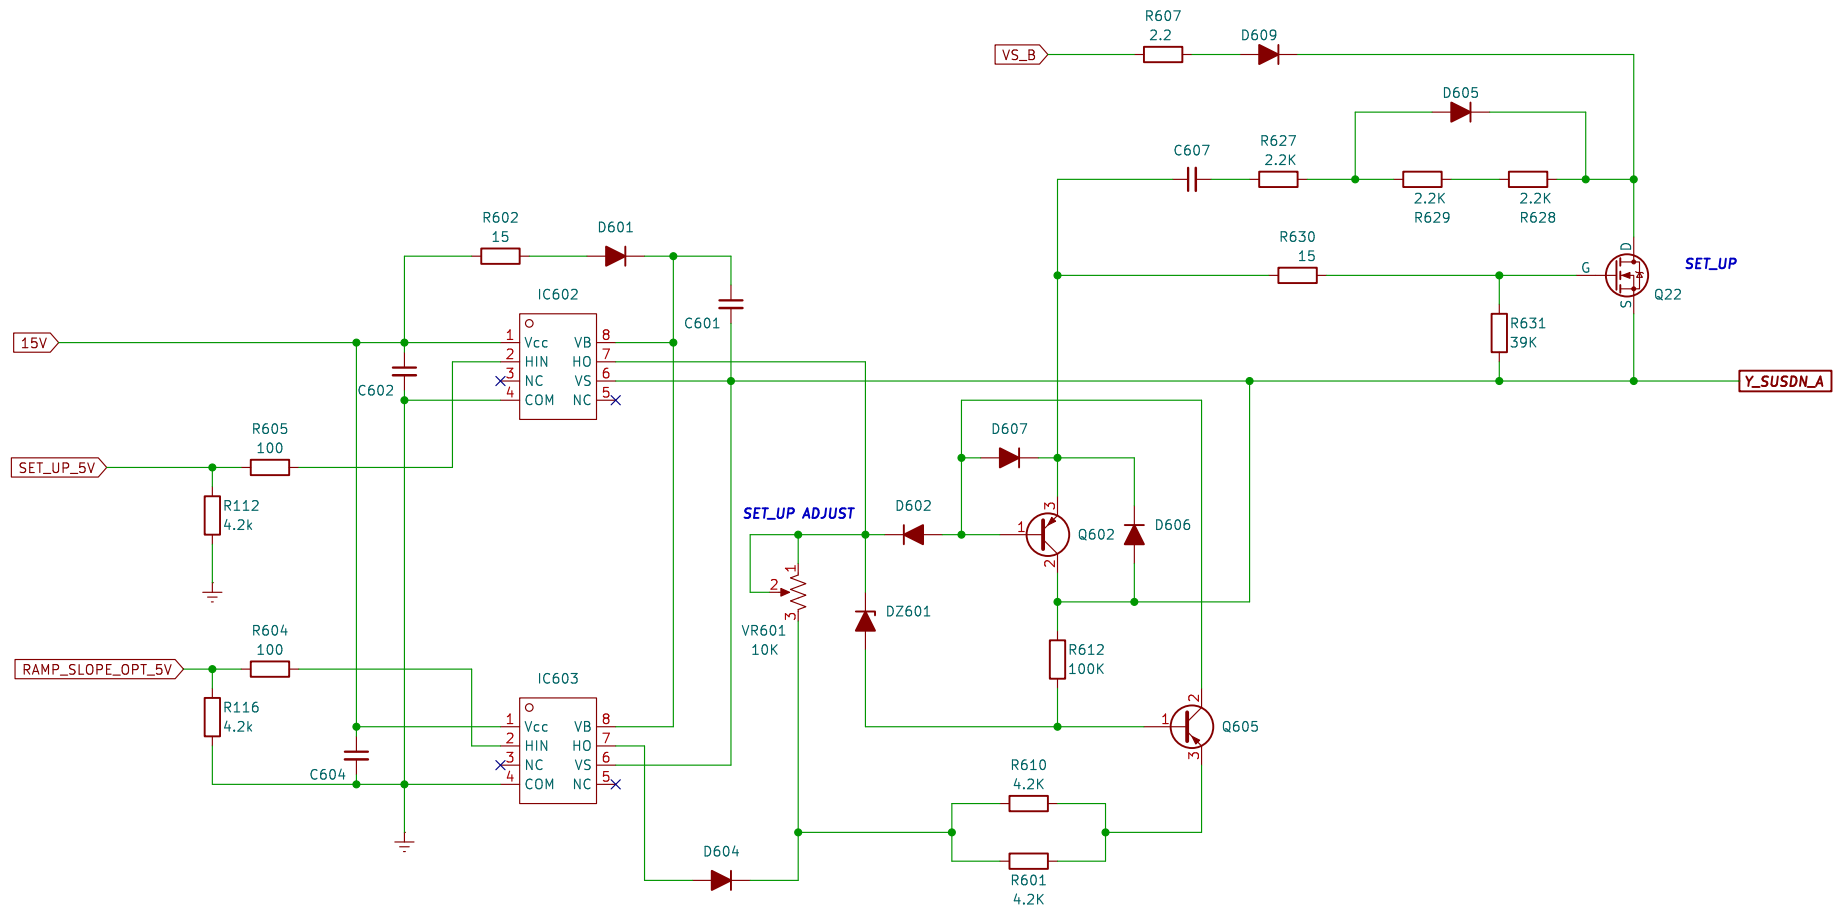 R607
2.2
D609
VS_B
D605
C607
R627
2.2K
2.2K
R629
2.2K
R628
R602
15
D601
R630
15
D
G
S
SET_UP
Q22
IC602
C601
R631
39K
15V
1 Vcc VB 8
2 HIN HO 7
3 NC VS 6
4 COM NC 5
C602
Y_SUSDN_A
R605
100
SET_UP_5V
D607
R112
4.2k
SET_UP ADJUST
D602
3
1
2
Q602
D606
1
2
3
VR601
10K
DZ601
R604
100
RAMP_SLOPE_OPT_5V
R612
100K
R116
4.2k
IC603
1 Vcc VB 8
2 HIN HO 7
3 NC VS 6
4 COM NC 5
C604
2
1
3
Q605
R610
4.2K
D604
R601
4.2K